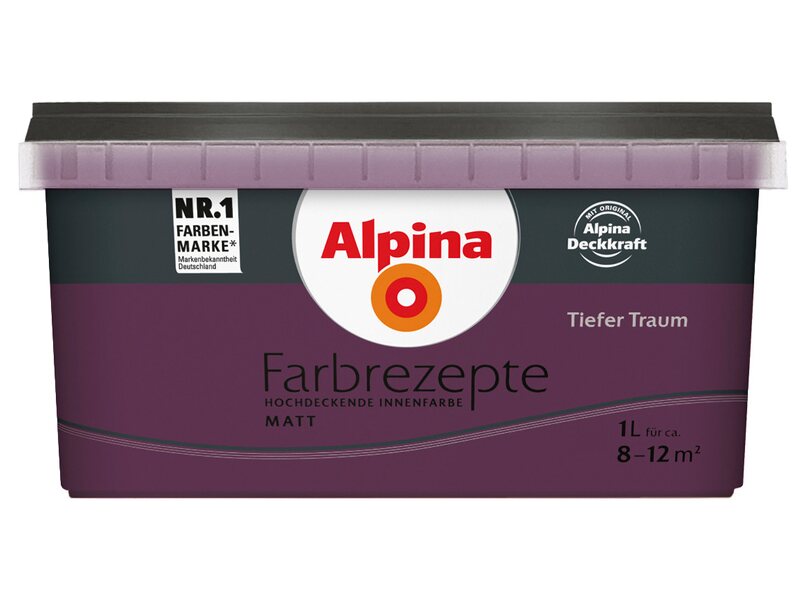 NR.1
FARBEN-
MARKE*
Markenbekanntheit
Deutschland
Alpina
MIT ORIGINAL
Alpina
Deckkraft
Tiefer Traum
Farbrezepte
HOCHDECKENDE INNENFARBE
MATT
1L für ca.
8–12 m²